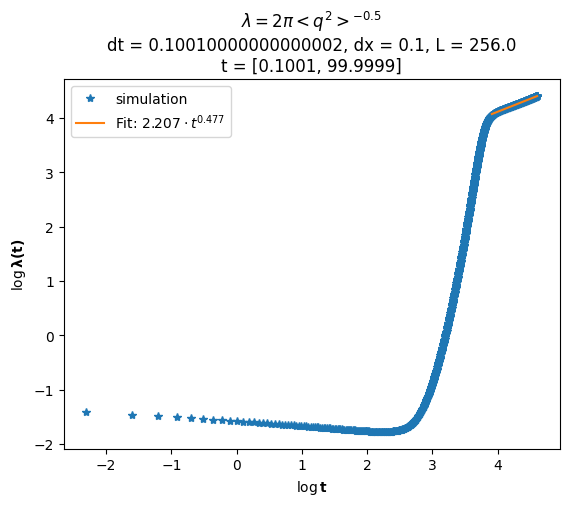 λ = 2π < q² >^{−0.5}
dt = 0.10010000000000002, dx = 0.1, L = 256.0
t = [0.1001, 99.9999]
simulation
Fit: 2.207 · t^{0.477}
log λ(t)
4
3
2
1
0
−1
−2
−2
−1
0
1
2
3
4
log t